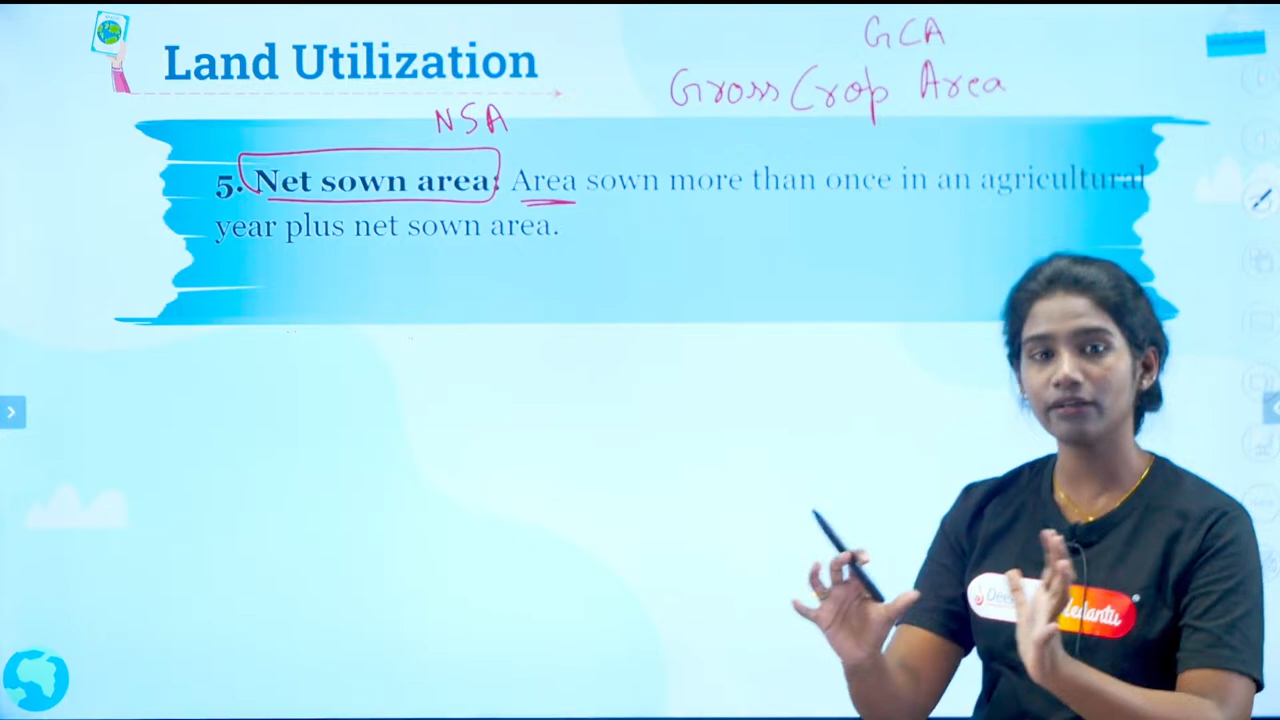 GCA
Land Utilization
Gross Crop Area
NSA
5. Net sown area: Area sown more than once in an agricultural
year plus net sown area.
Vedantu